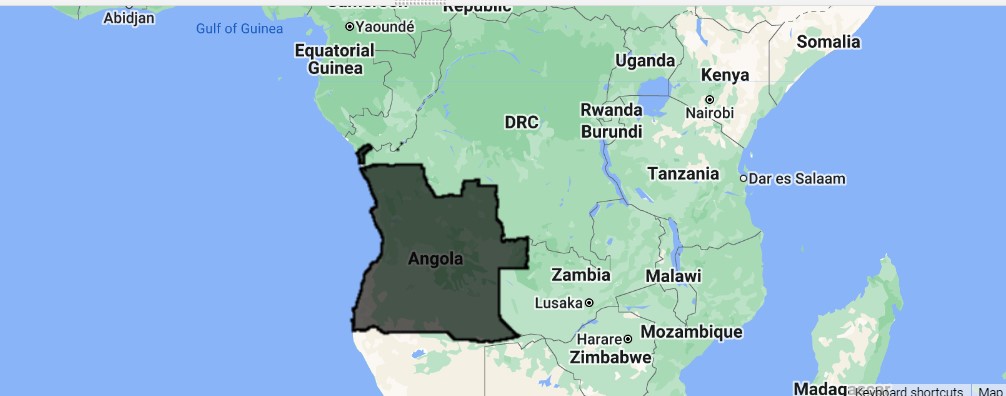 Republic
Abidjan
Gulf of Guinea
Yaoundé
Equatorial
Guinea
Somalia
Uganda
Kenya
Nairobi
DRC
Rwanda
Burundi
Tanzania
Dar es Salaam
Angola
Zambia
Malawi
Lusaka
Harare
Mozambique
Zimbabwe
Keyboard shortcuts
Map